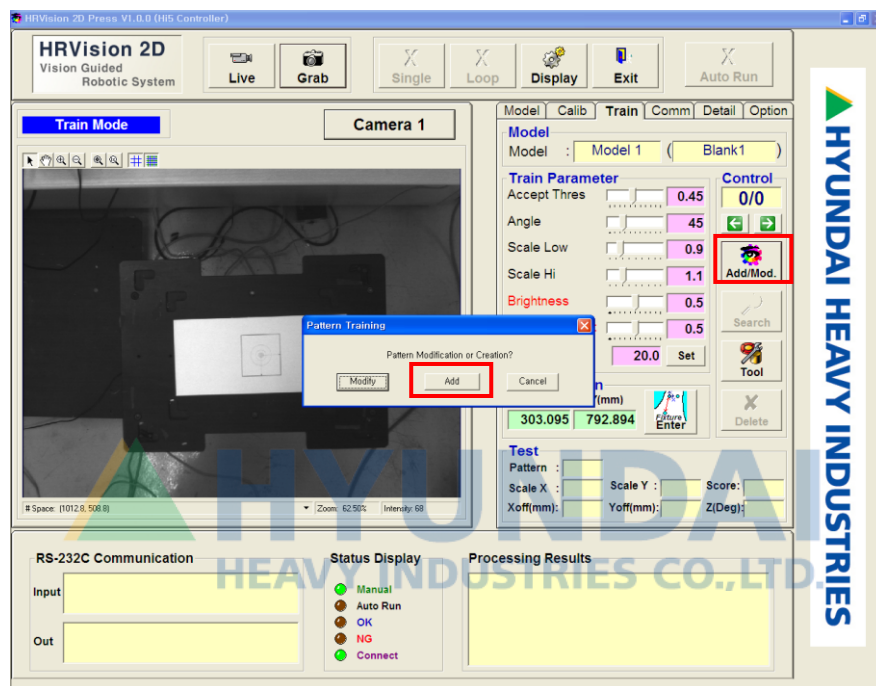 HRVision 2D Press V1.0.0 (Hi5 Controller)
HRVision 2D
Vision Guided
Robotic System
Live
Grab
X
Single
X
Loop
Display
Exit
X
Auto Run
Train Mode
Camera 1
Model
Calib
Train
Comm
Detail
Option
Model
Model : Model 1 ( Blank1 )
Train Parameter
Accept Thres 0.45
Angle 45
Scale Low 0.9
Scale Hi 1.1
Brightness 0.5
0.5
20.0 Set
Control
0/0
Add/Mod.
Search
Tool
Delete
Pattern Training
Pattern Modification or Creation?
Modify
Add
Cancel
(mm)
303.095 792.894
Fixture
Enter
Test
Pattern :
Scale X : Scale Y : Score:
Xoff(mm): Yoff(mm): Z(Deg):
# Space: (1012.8, 508.8)
Zoom: 62.50%
Intensity: 68
RS-232C Communication
Input
Out
Status Display
Manual
Auto Run
OK
NG
Connect
Processing Results
HYUNDAI
HEAVY INDUSTRIES CO.,LTD.
HYUNDAI HEAVY INDUSTRIES